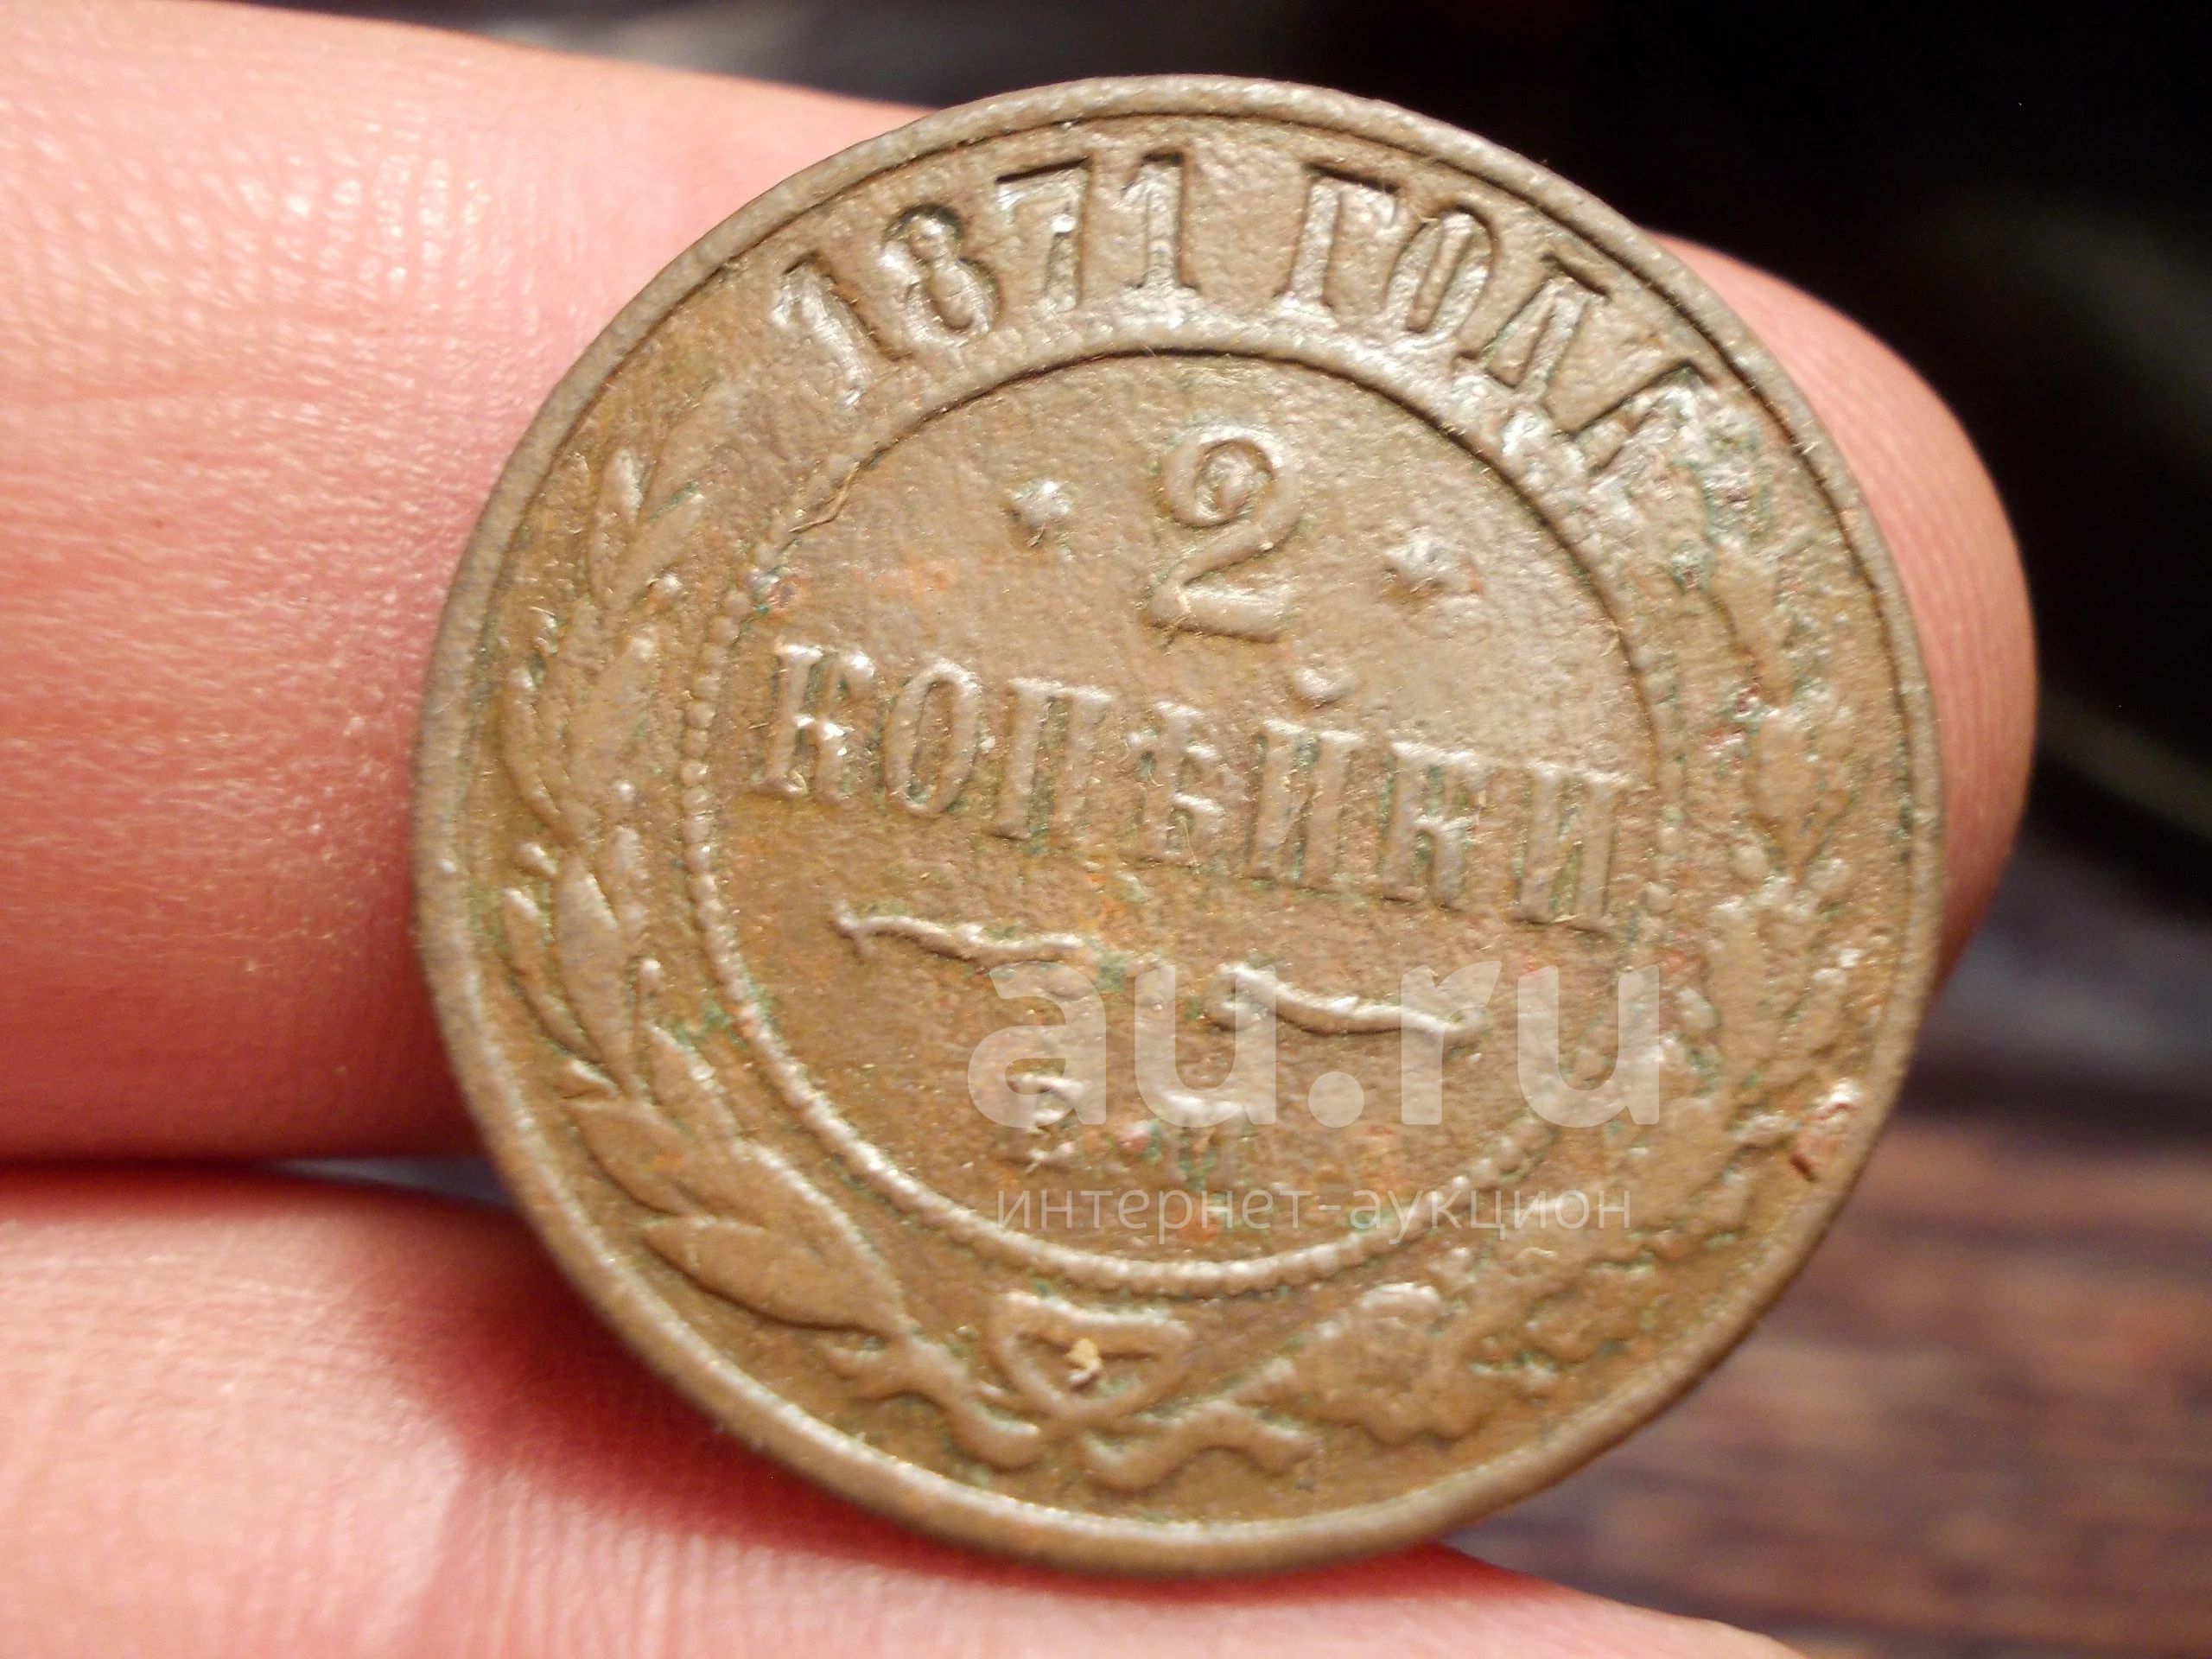 1871 ГОДА
2
КОПѢЙКИ
au.ru
интернет-аукцион